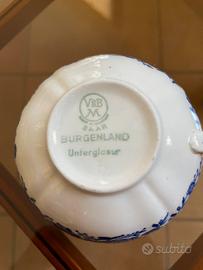 V&B
M
SAAR
BURGENLAND
Unterglasur
subito